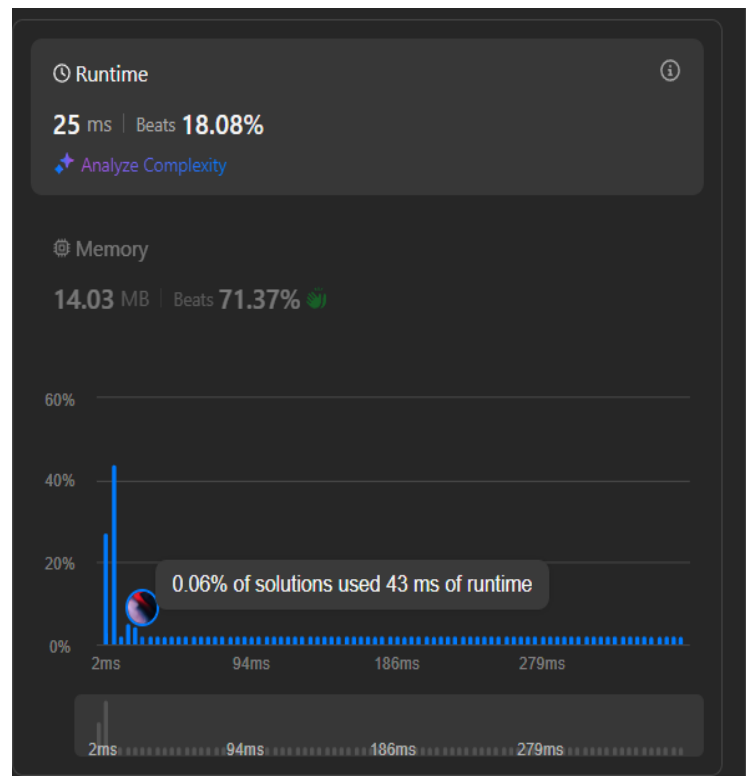 Runtime
25 ms | Beats 18.08%
Analyze Complexity
Memory
14.03 MB | Beats 71.37%
60%
40%
20%
0.06% of solutions used 43 ms of runtime
0%
2ms 94ms 186ms 279ms
2ms 94ms 186ms 279ms